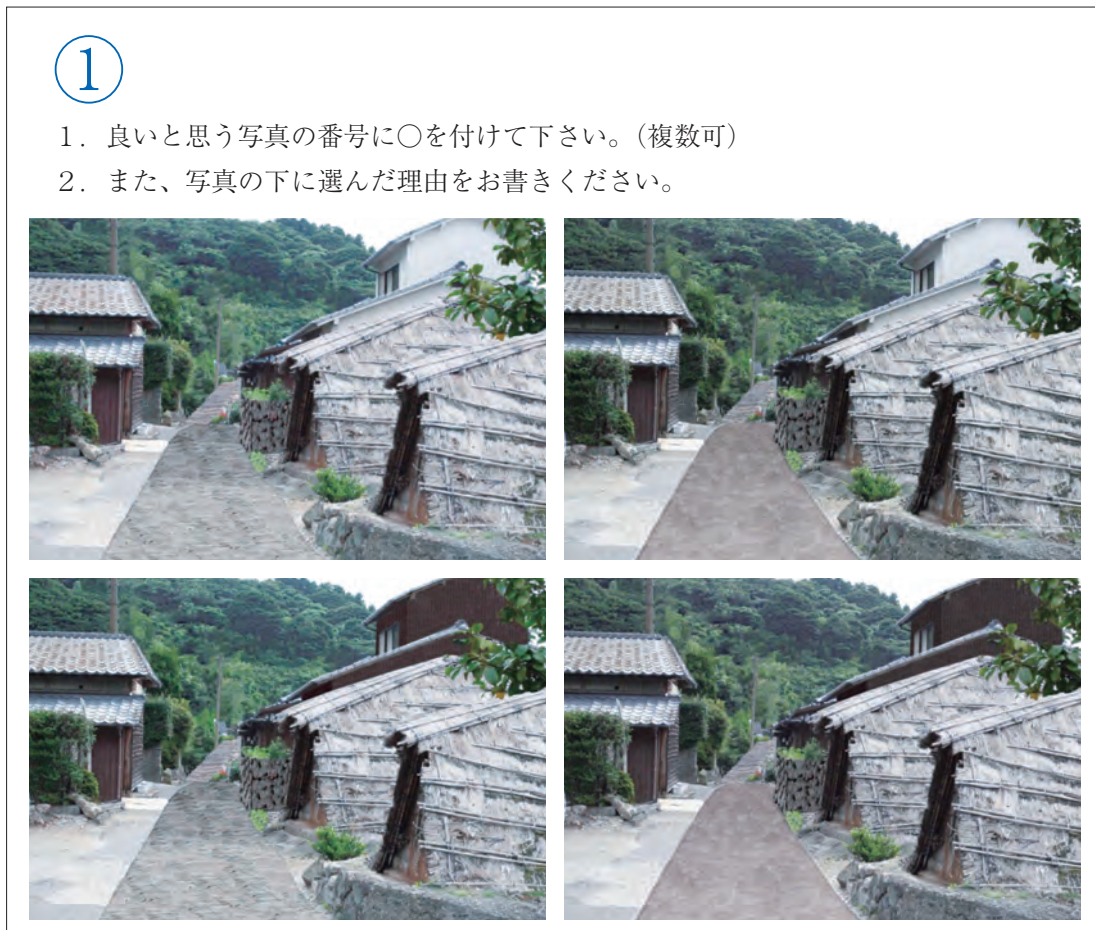 ①
1．良いと思う写真の番号に○を付けて下さい。（複数可）
2．また、写真の下に選んだ理由をお書きください。